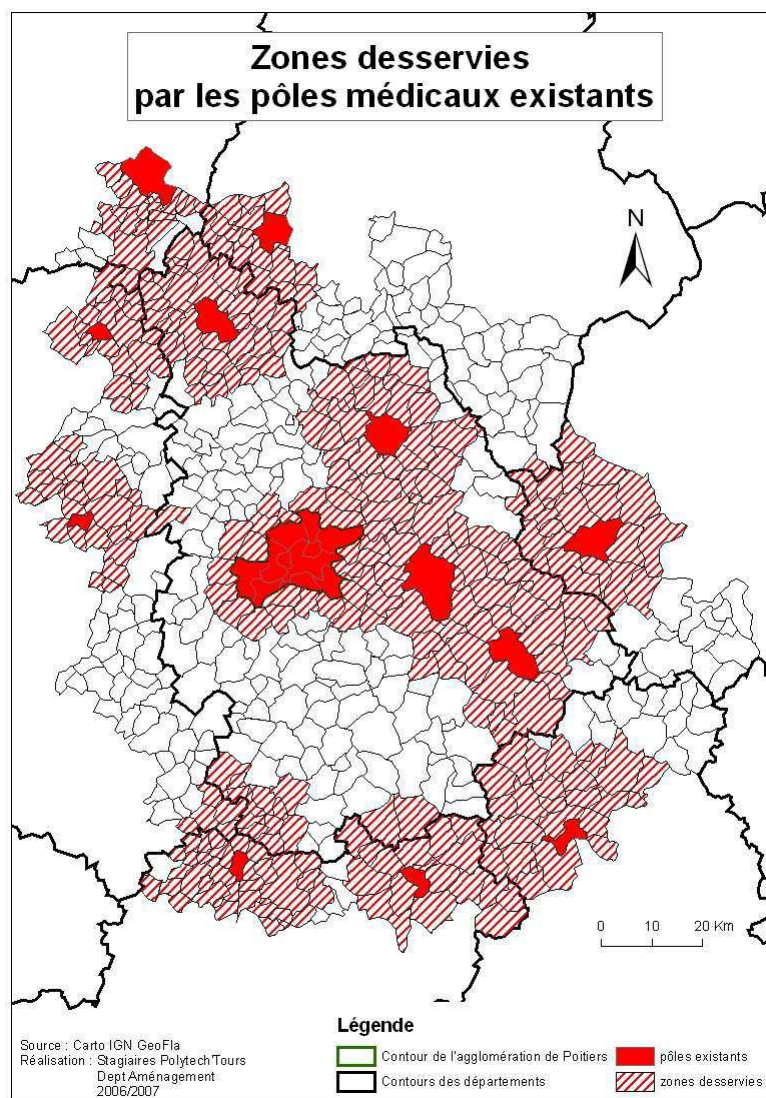 Zones desservies
par les pôles médicaux existants
N
0 10 20 Km
Légende
Contour de l'agglomération de Poitiers
pôles existants
Contours des départements
zones desservies
Source : Carto IGN GeoFla
Réalisation : Stagiaires Polytech'Tours
Dept Aménagement
2006/2007